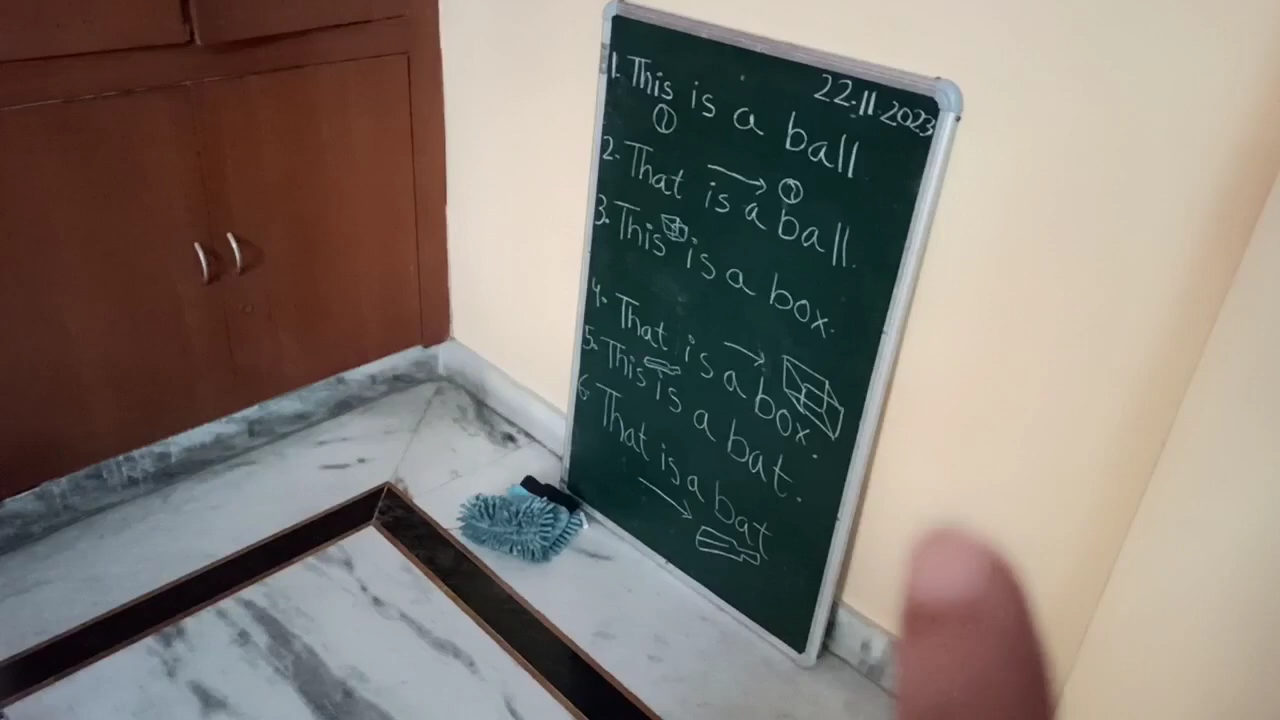 22.11.2023
1. This is a ball
2. That is a ball.
3. This is a box.
4. That is a box.
5. This is a bat.
6 That is a bat